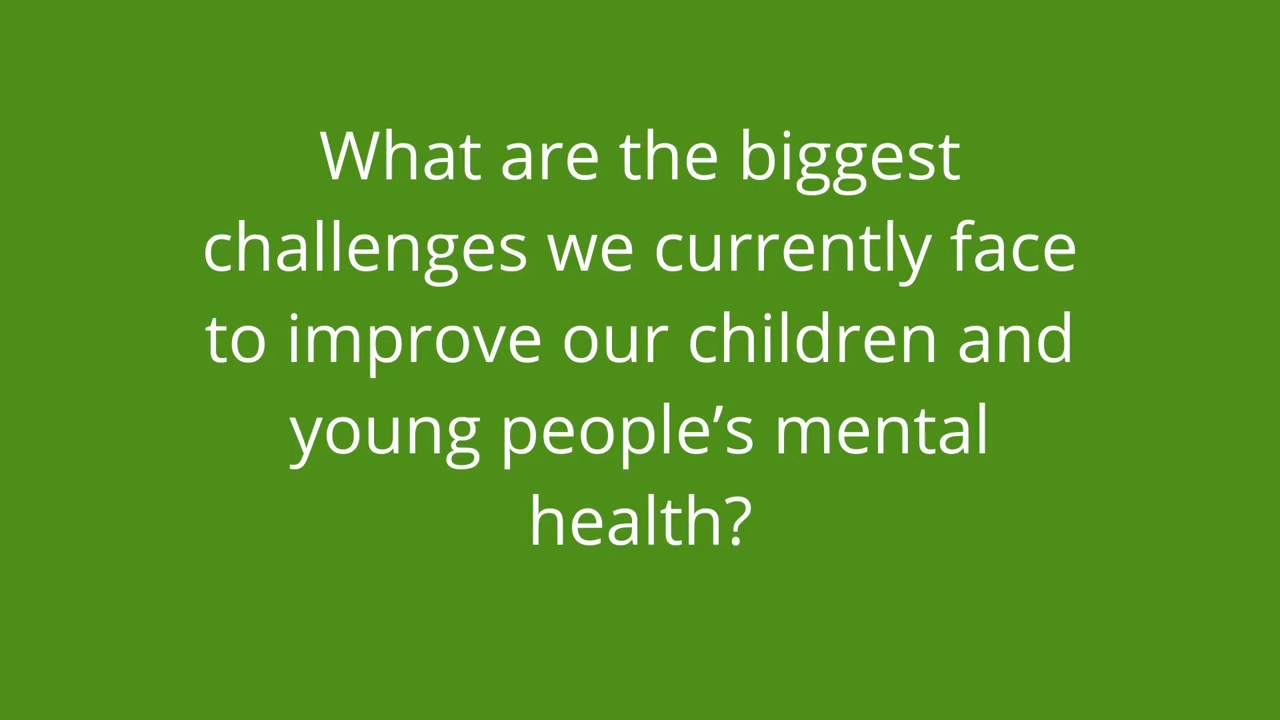 What are the biggest
challenges we currently face
to improve our children and
young people’s mental
health?